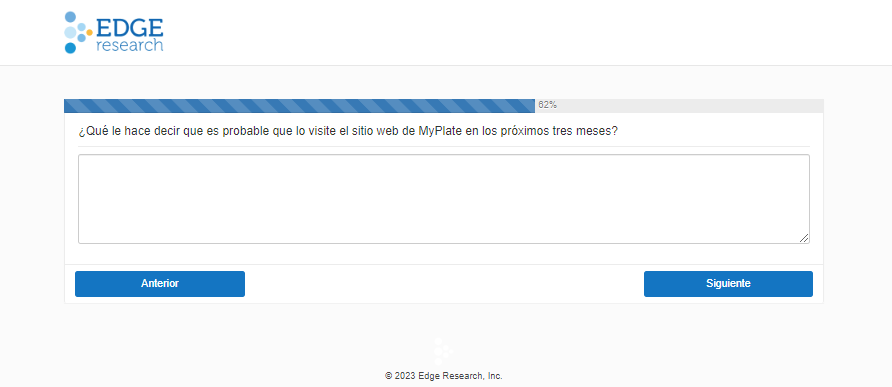 EDGE
research
62%
¿Qué le hace decir que es probable que lo visite el sitio web de MyPlate en los próximos tres meses?
Anterior
Siguiente
© 2023 Edge Research, Inc.